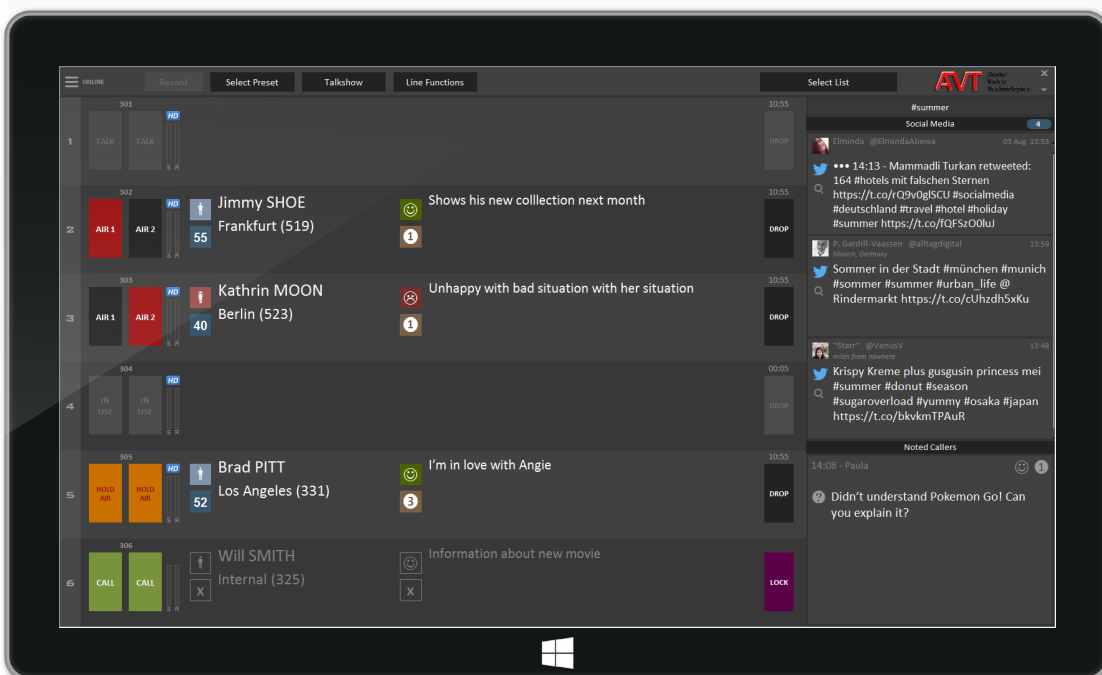 ONLINE
Record
Select Preset
Talkshow
Line Functions
Select List
AVT
Audio
Video
Technologies
×
301
HD
10:55
1
TALK
TALK
DROP
S R
302
HD
10:55
2
AIR 1
AIR 2
Jimmy SHOE
Frankfurt (519)
55
Shows his new colllection next month
1
DROP
S R
303
HD
10:55
3
AIR 1
AIR 2
Kathrin MOON
Berlin (523)
40
Unhappy with bad situation with her situation
1
DROP
S R
304
HD
00:05
4
IN
USE
DROP
S R
305
HD
10:55
5
HOLD
AIR
HOLD
AIR
Brad PITT
Los Angeles (331)
52
I'm in love with Angie
3
DROP
S R
306
6
CALL
CALL
Will SMITH
Internal (325)
X
Information about new movie
X
LOCK
S R
#summer
Social Media
4
Elminda @ElmindaAliewa
03 Aug 13:53
••• 14:13 - Mammadli Turkan retweeted:
164 #hotels mit falschen Sternen
https://t.co/rQ9v0glSCU #socialmedia
#deutschland #travel #hotel #holiday
#summer https://t.co/fQFSzO0luJ
P. Gardill-Vaassen @alltagdigital
13:59
Munich, Germany
Sommer in der Stadt #münchen #munich
#sommer #summer #urban_life @
Rindermarkt https://t.co/cUhzdh5xKu
~Starr~ @VenusV
13:48
miles from nowhere
Krispy Kreme plus gusgusin princess mei
#summer #donut #season
#sugaroverload #yummy #osaka #japan
https://t.co/bkvkmTPAuR
Noted Callers
14:08 - Paula
1
? Didn't understand Pokemon Go! Can
you explain it?